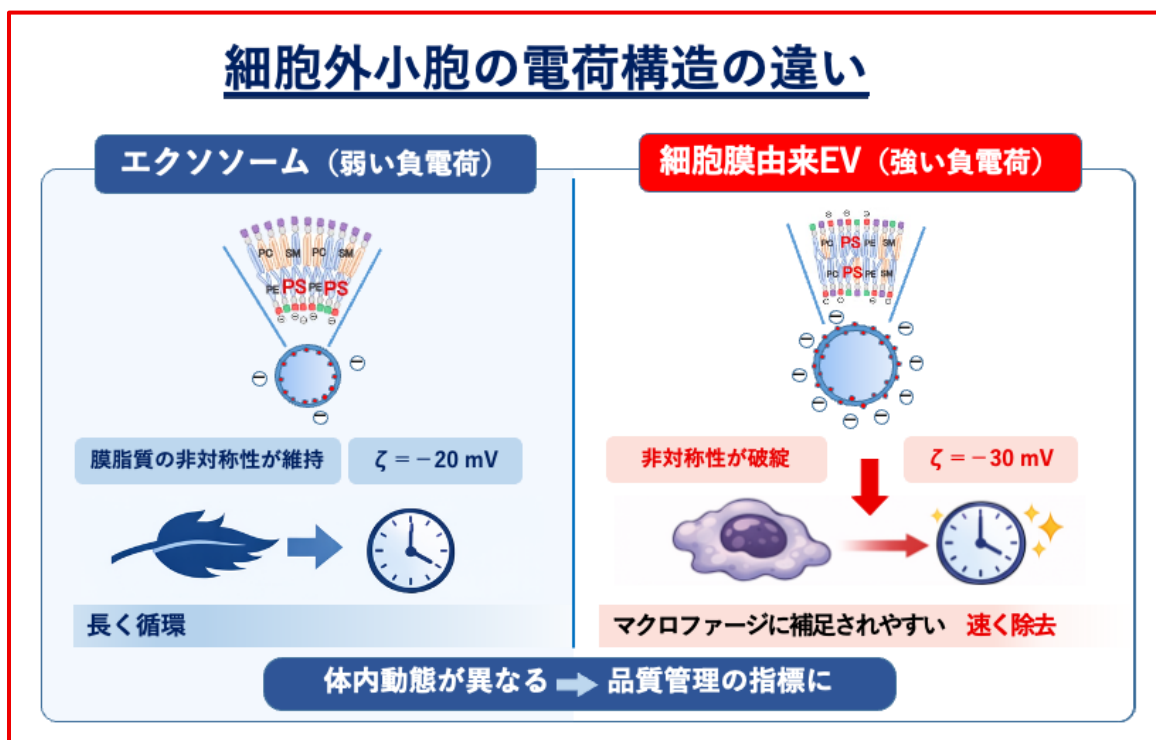 細胞外小胞の電荷構造の違い
エクソソーム（弱い負電荷）
PC SM PC SM
PE PS PE PS
⊖ ⊖ ⊖
膜脂質の非対称性が維持
ζ = −20 mV
長く循環
細胞膜由来EV（強い負電荷）
PC PS PE SM
PC PS PE SM
⊖ ⊖ ⊖ ⊖ ⊖ ⊖ ⊖ ⊖ ⊖ ⊖ ⊖
非対称性が破綻
ζ = −30 mV
マクロファージに補足されやすい 速く除去
体内動態が異なる ➡ 品質管理の指標に